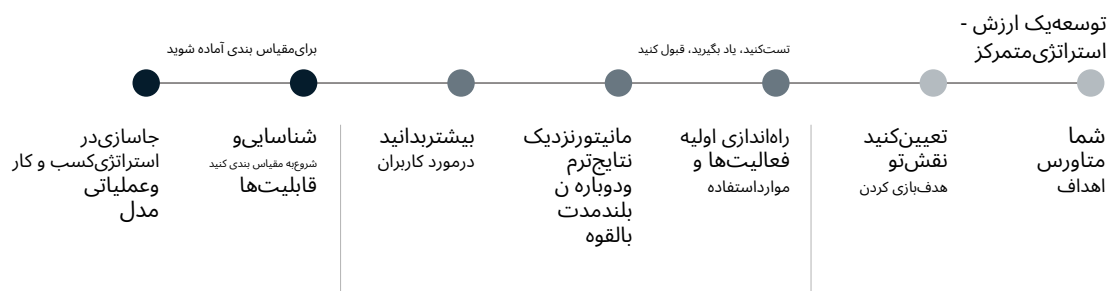 توسعه‌یک ارزش -
استراتژی‌متمرکز
تست‌کنید، یاد بگیرید، قبول کنید
برای‌مقیاس بندی آماده شوید
شما
متاورس
اهداف
تعیین‌کنید
نقش‌تو
هدف‌بازی کردن
راه‌اندازی اولیه
فعالیت‌ها و
موارداستفاده
مانیتورنزدیک
نتایج‌ترم
ودوباره ن
بلندمدت
بالقوه
بیشتربدانید
درمورد کاربران
شناسایی‌و
شروع‌به مقیاس بندی کنید
قابلیت‌ها
جاسازی‌در
استراتژی‌کسب و کار
وعملیاتی
مدل